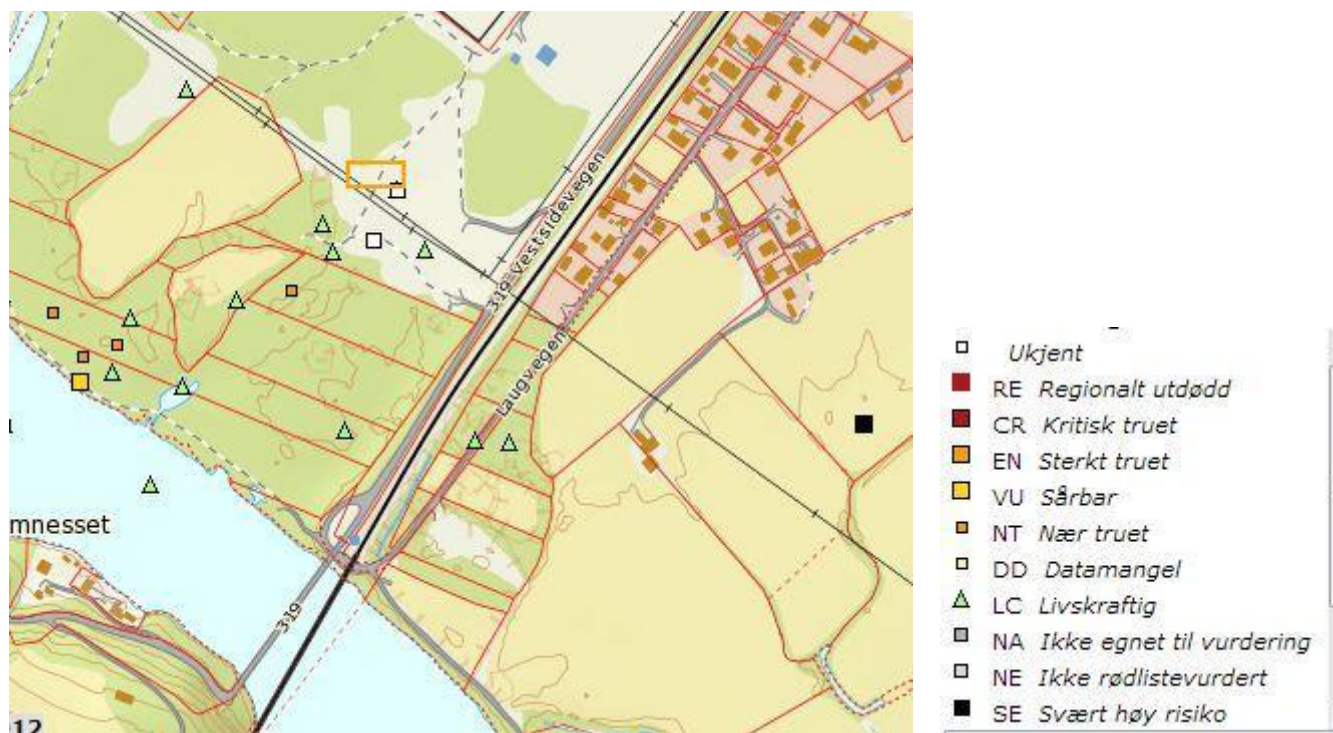 Vestsidevegen
319
Laugvegen
mnesset
319
12
Ukjent
RE Regionalt utdødd
CR Kritisk truet
EN Sterkt truet
VU Sårbar
NT Nær truet
DD Datamangel
LC Livskraftig
NA Ikke egnet til vurdering
NE Ikke rødlistevurdert
SE Svært høy risiko